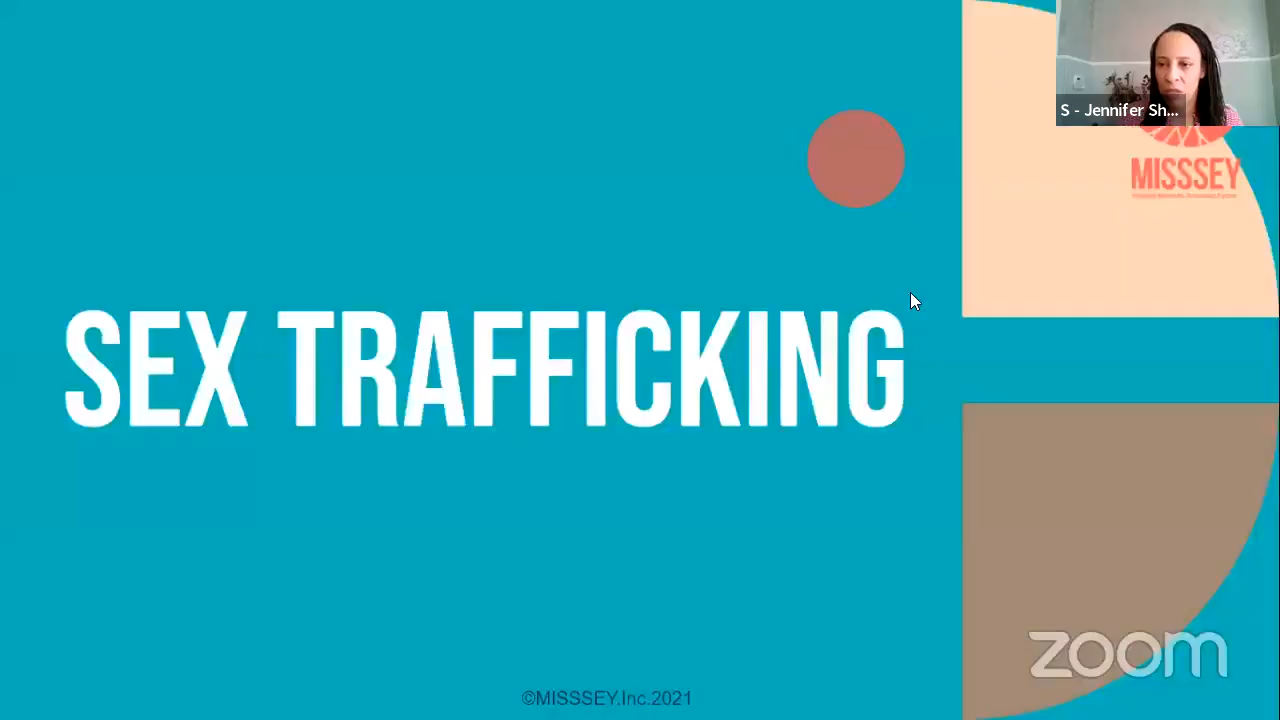 S - Jennifer Sh...
MISSSEY
SEX TRAFFICKING
zoom
©MISSSEY.Inc.2021